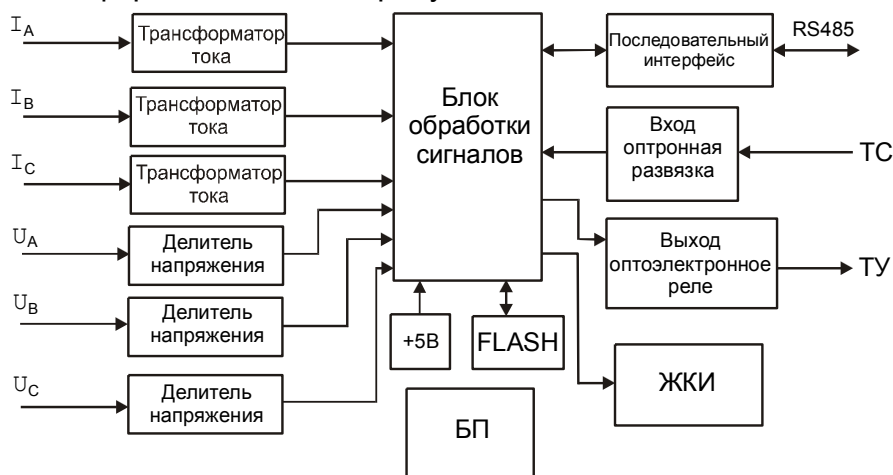 I_A
Трансформатор
тока
I_B
Трансформатор
тока
I_C
Трансформатор
тока
U_A
Делитель
напряжения
U_B
Делитель
напряжения
U_C
Делитель
напряжения
Блок
обработки
сигналов
+5В
FLASH
БП
Последовательный
интерфейс
RS485
Вход
оптронная
развязка
ТС
Выход
оптоэлектронное
реле
ТУ
ЖКИ